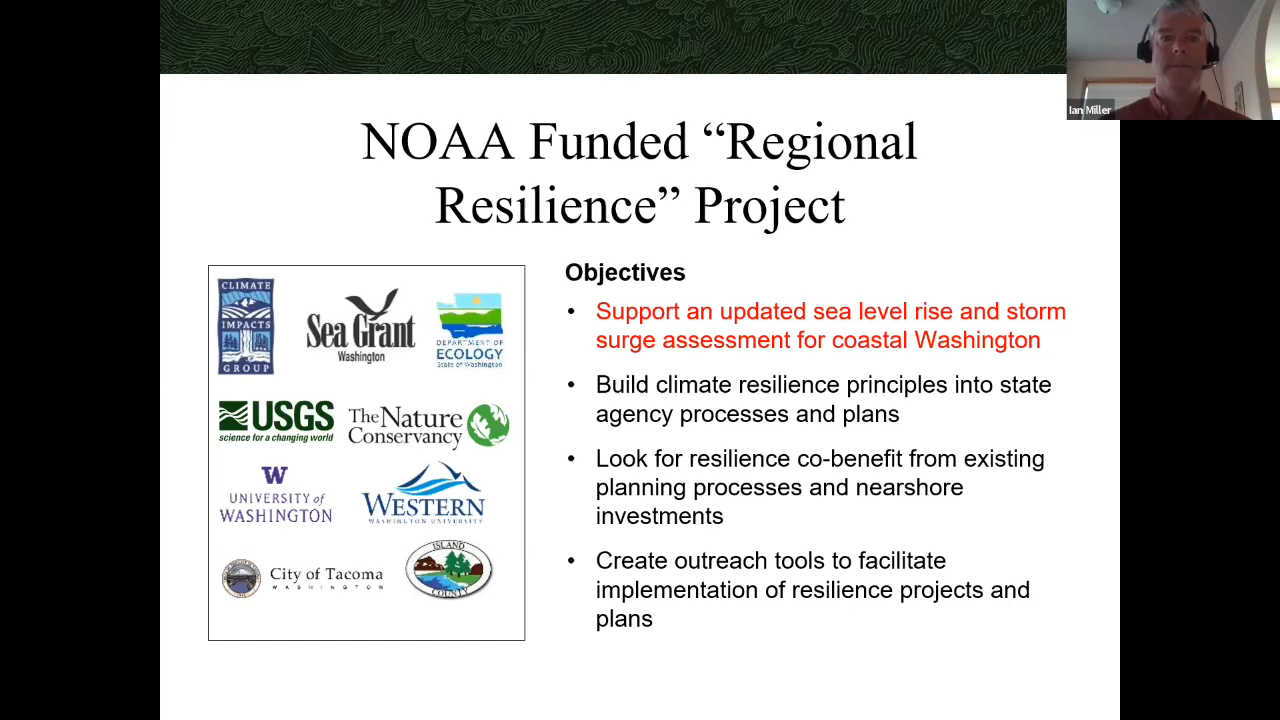 Ian Miller
NOAA Funded “Regional
Resilience” Project
CLIMATE
IMPACTS
GROUP
Sea Grant
Washington
DEPARTMENT OF
ECOLOGY
State of Washington
USGS
science for a changing world
The Nature
Conservancy
W
UNIVERSITY of
WASHINGTON
WESTERN
WASHINGTON UNIVERSITY
City of Tacoma
WASHINGTON
ISLAND
COUNTY
Objectives
• Support an updated sea level rise and storm
surge assessment for coastal Washington
• Build climate resilience principles into state
agency processes and plans
• Look for resilience co-benefit from existing
planning processes and nearshore
investments
• Create outreach tools to facilitate
implementation of resilience projects and
plans